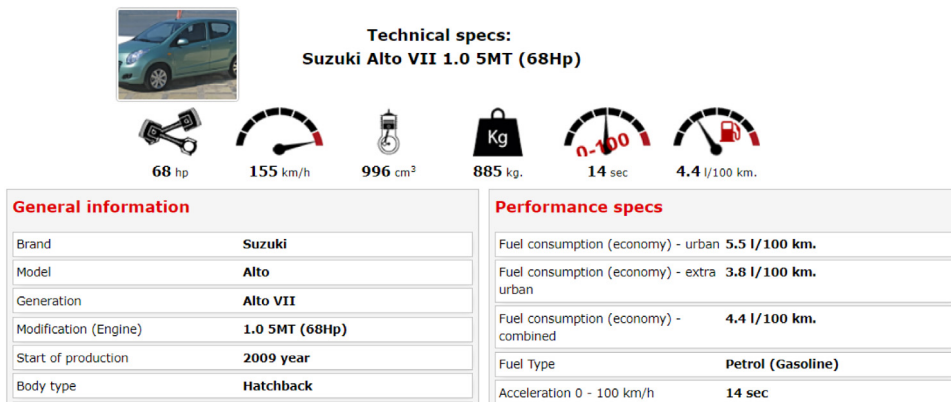 Technical specs:
Suzuki Alto VII 1.0 5MT (68Hp)
Kg
0-100
68 hp
155 km/h
996 cm³
885 kg.
14 sec
4.4 l/100 km.
General information
Brand Suzuki
Model Alto
Generation Alto VII
Modification (Engine) 1.0 5MT (68Hp)
Start of production 2009 year
Body type Hatchback
Performance specs
Fuel consumption (economy) - urban 5.5 l/100 km.
Fuel consumption (economy) - extra 3.8 l/100 km.
urban
Fuel consumption (economy) - 4.4 l/100 km.
combined
Fuel Type Petrol (Gasoline)
Acceleration 0 - 100 km/h 14 sec